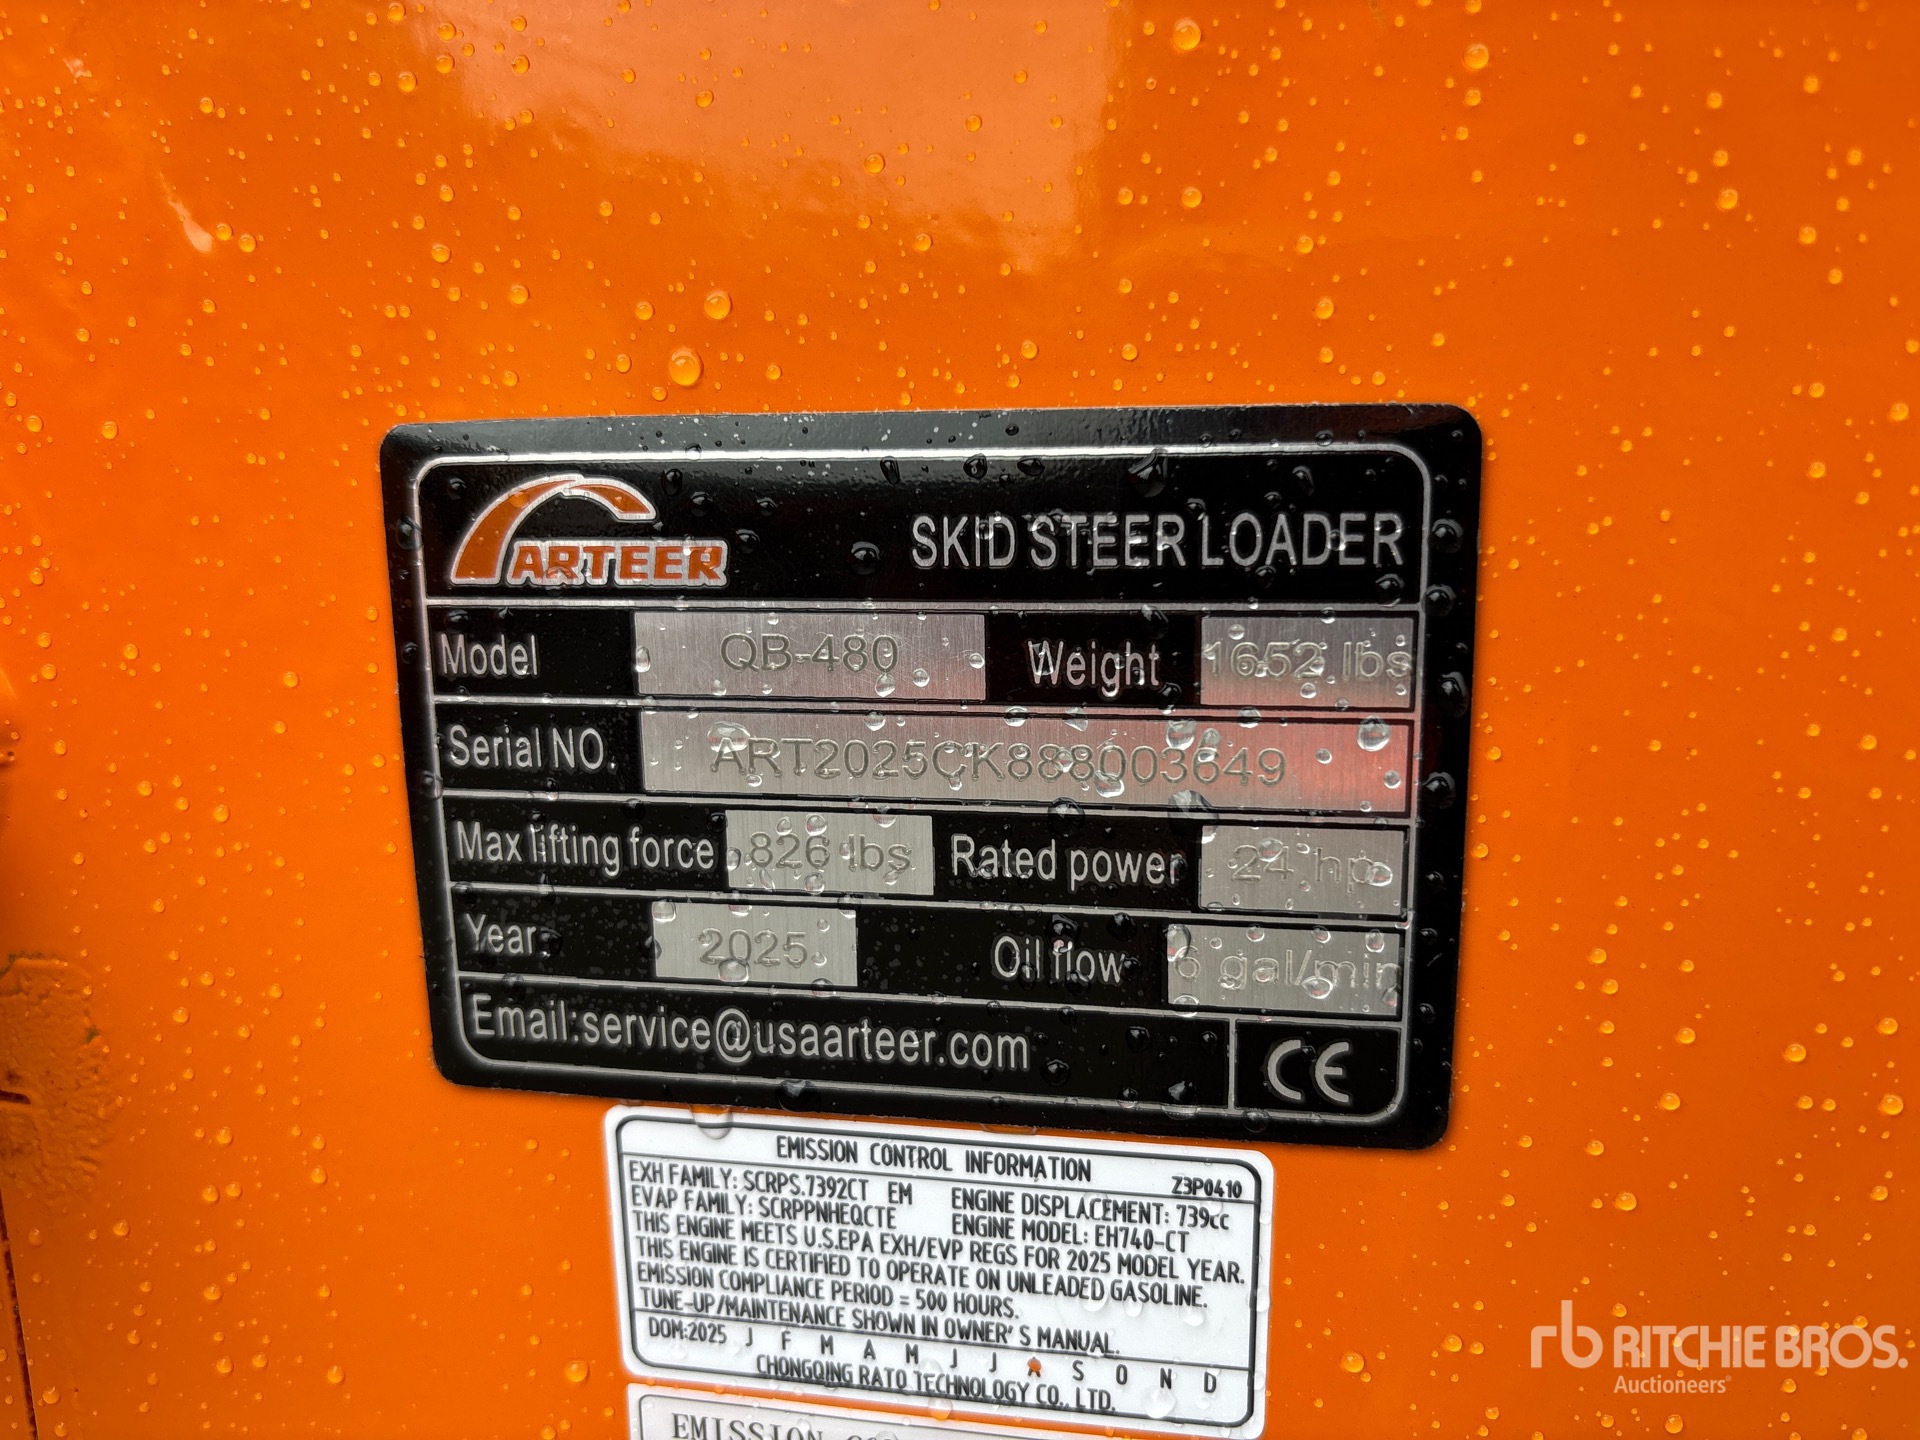 ARTEER SKID STEER LOADER
Model QB-480 Weight 1652 lbs
Serial NO. ART2025CK888003649
Max lifting force 826 lbs Rated power 24 hp
Year: 2025 Oil flow 6 gal/min
Email:service@usaarteer.com CE
EMISSION CONTROL INFORMATION Z3P0410
EXH FAMILY: SCRPS.7392CT EM ENGINE DISPLACEMENT: 739cc
EVAP FAMILY: SCRPPNHEQCTE ENGINE MODEL: EH740-CT
THIS ENGINE MEETS U.S.EPA EXH/EVP REGS FOR 2025 MODEL YEAR.
THIS ENGINE IS CERTIFIED TO OPERATE ON UNLEADED GASOLINE.
EMISSION COMPLIANCE PERIOD = 500 HOURS.
TUNE-UP/MAINTENANCE SHOWN IN OWNER'S MANUAL.
DOM:2025 J F M A M J J A S O N D
CHONGQING RATO TECHNOLOGY CO., LTD.
EMISSION
rb RITCHIE BROS.
Auctioneers